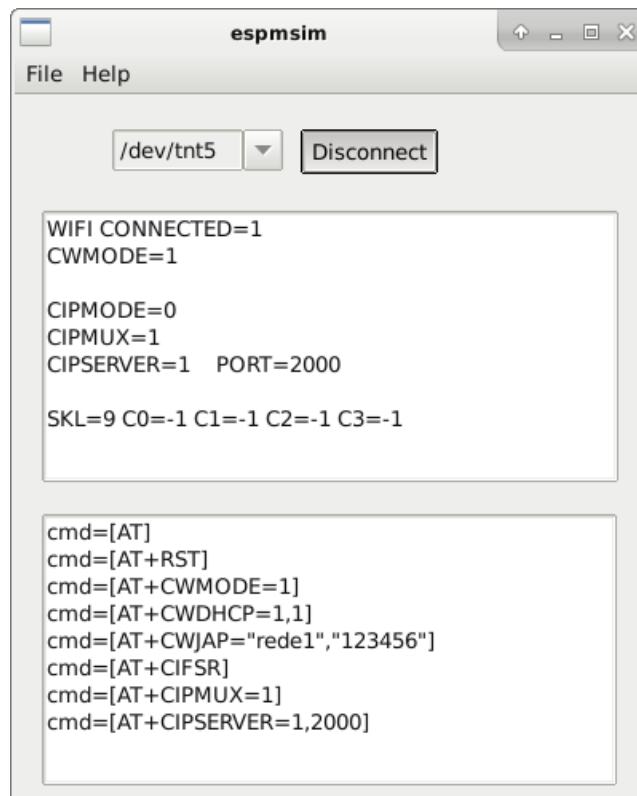 espmsim
File Help
/dev/tnt5 Disconnect
WIFI CONNECTED=1
CWMODE=1
CIPMODE=0
CIPMUX=1
CIPSERVER=1 PORT=2000
SKL=9 C0=-1 C1=-1 C2=-1 C3=-1
cmd=[AT]
cmd=[AT+RST]
cmd=[AT+CWMODE=1]
cmd=[AT+CWDHCP=1,1]
cmd=[AT+CWJAP="rede1","123456"]
cmd=[AT+CIFSR]
cmd=[AT+CIPMUX=1]
cmd=[AT+CIPSERVER=1,2000]